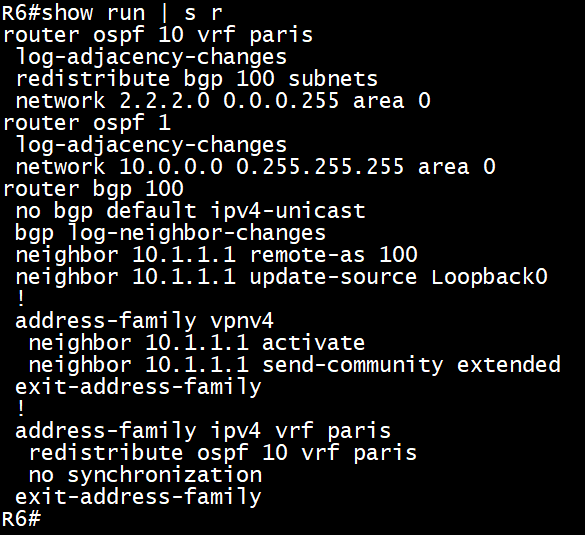 R6#show run | s r
router ospf 10 vrf paris
 log-adjacency-changes
 redistribute bgp 100 subnets
 network 2.2.2.0 0.0.0.255 area 0
router ospf 1
 log-adjacency-changes
 network 10.0.0.0 0.255.255.255 area 0
router bgp 100
 no bgp default ipv4-unicast
 bgp log-neighbor-changes
 neighbor 10.1.1.1 remote-as 100
 neighbor 10.1.1.1 update-source Loopback0
 !
 address-family vpnv4
  neighbor 10.1.1.1 activate
  neighbor 10.1.1.1 send-community extended
 exit-address-family
 !
 address-family ipv4 vrf paris
  redistribute ospf 10 vrf paris
  no synchronization
 exit-address-family
R6#